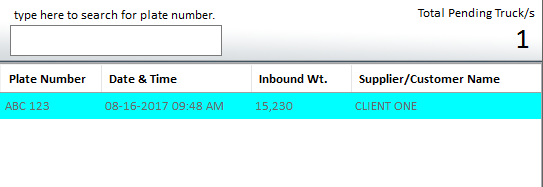 type here to search for plate number.
Total Pending Truck/s
1
Plate Number Date & Time Inbound Wt. Supplier/Customer Name
ABC 123 08-16-2017 09:48 AM 15,230 CLIENT ONE